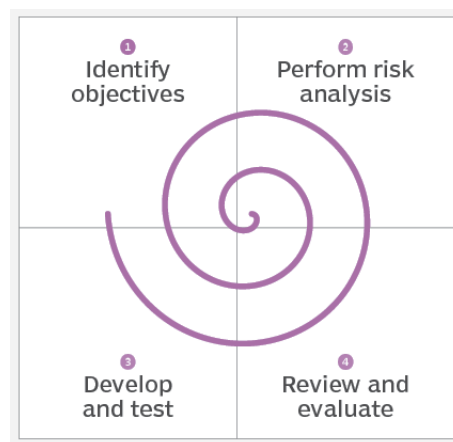 1
Identify
objectives
2
Perform risk
analysis
3
Develop
and test
4
Review and
evaluate